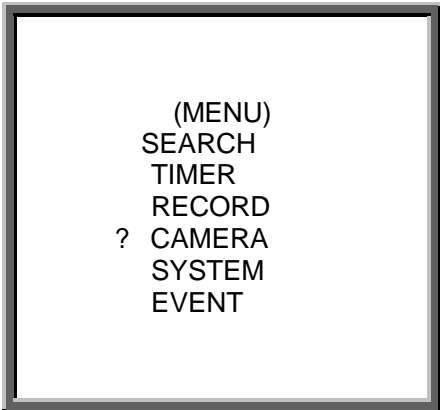 (MENU)
SEARCH
TIMER
RECORD
? CAMERA
SYSTEM
EVENT